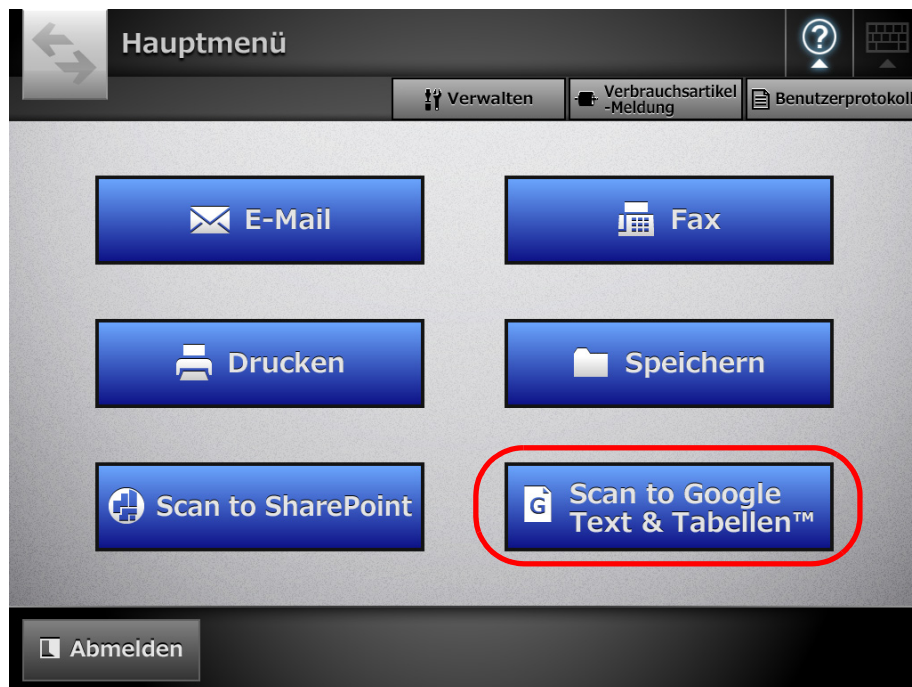 Hauptmenü
?
Verwalten
Verbrauchsartikel
-Meldung
Benutzerprotokoll
E-Mail
Fax
Drucken
Speichern
Scan to SharePoint
G
Scan to Google
Text & Tabellen™
Abmelden